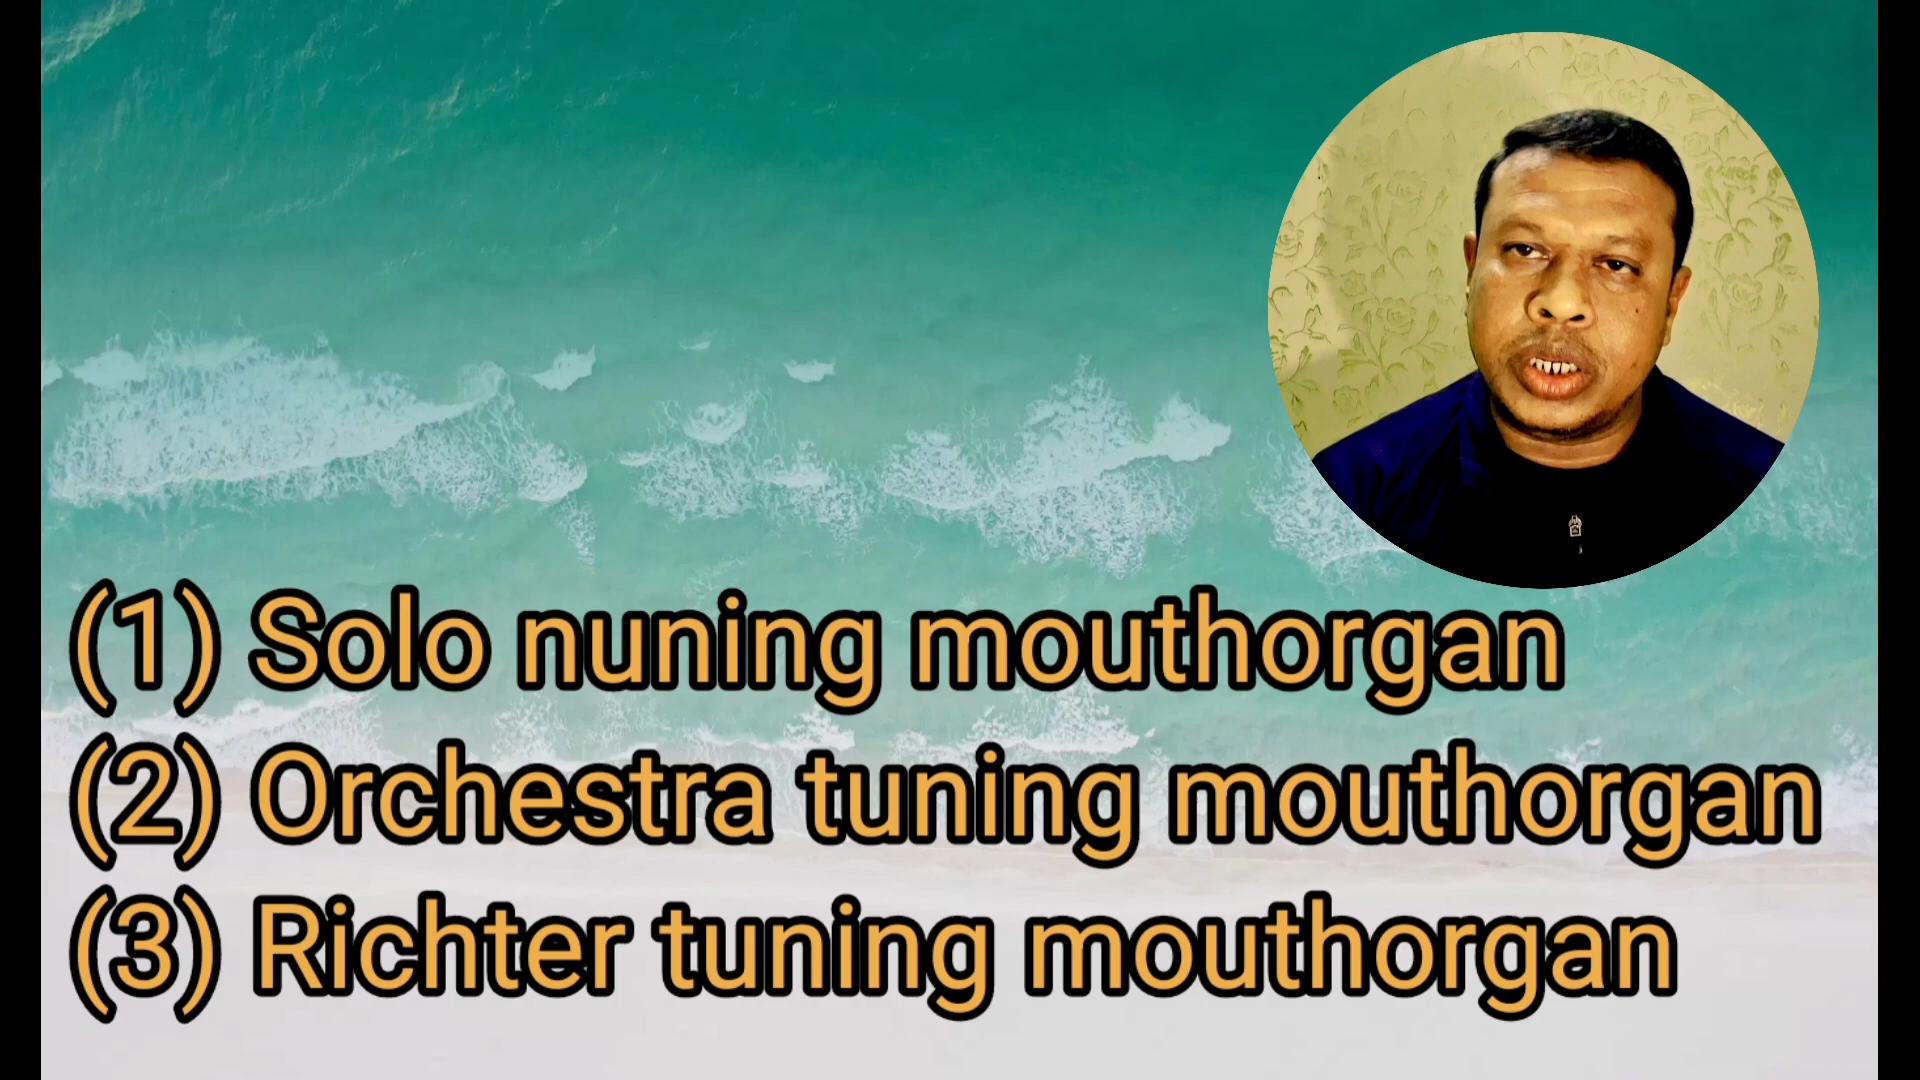 (1) Solo nuning mouthorgan
(2) Orchestra tuning mouthorgan
(3) Richter tuning mouthorgan